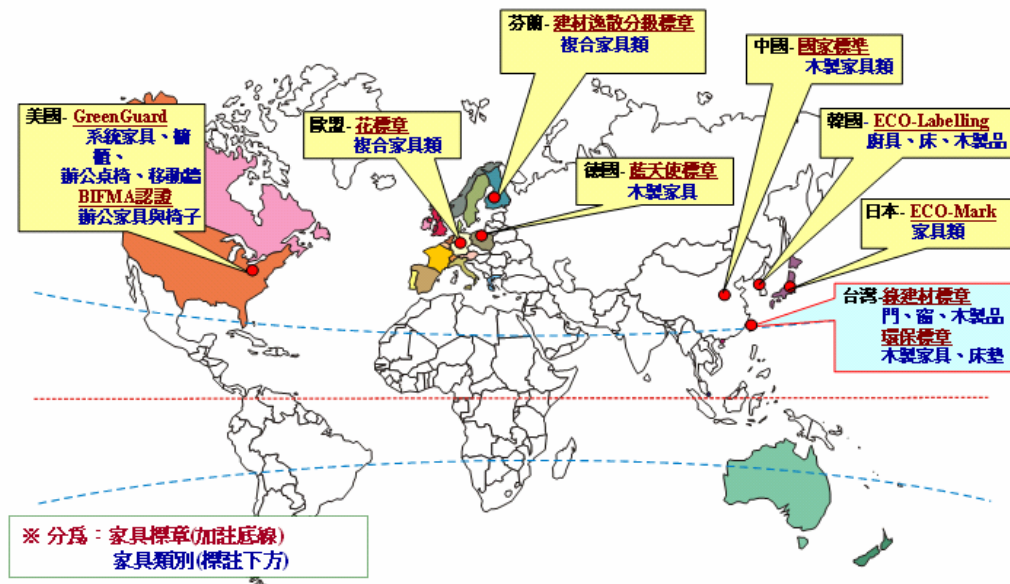 芬蘭- 建材逸散分級標章
複合家具類
中國- 國家標準
木製家具類
美國- GreenGuard
系統家具、櫥
櫃、
辦公桌椅、移動牆
BIFMA認證
辦公家具與椅子
歐盟- 花標章
複合家具類
德國- 藍天使標章
木製家具
韓國- ECO-Labelling
廚具、床、木製品
日本- ECO-Mark
家具類
台灣-綠建材標章
門、窗、木製品
環保標章
木製家具、床墊
※ 分為：家具標章(加註底線)
家具類別(標註下方)